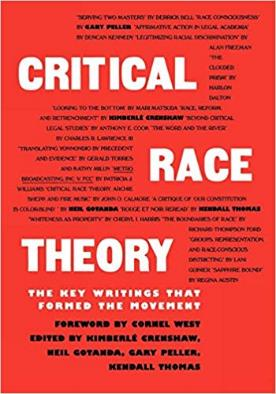 "SERVING TWO MASTERS" BY DERRICK BELL "RACE CONSCIOUSNESS"
BY GARY PELLER "AFFIRMATIVE ACTION IN LEGAL ACADEMIA"
BY DUNCAN KENNEDY "LEGITIMIZING RACIAL DISCRIMINATION" BY
ALAN FREEMAN
"THE
CLOUDED
PRISM" BY
HARLON
DALTON
CRITICAL
"LOOKING TO THE BOTTOM" BY MARI MATSUDA "RACE, REFORM,
AND RETRENCHMENT" BY KIMBERLÉ CRENSHAW "BEYOND CRITICAL
LEGAL STUDIES" BY ANTHONY E. COOK "THE WORD AND THE RIVER"
BY CHARLES R. LAWRENCE III
"TRANSLATING YONNONDIO BY PRECEDENT
AND EVIDENCE" BY GERALD TORRES
AND KATHY MILUN "METRO
BROADCASTING, INC. V. FCC" BY PATRICIA J.
WILLIAMS "CRITICAL RACE THEORY, ARCHIE
SHEPP AND FIRE MUSIC" BY JOHN O. CALMORE "A CRITIQUE OF 'OUR CONSTITUTION
IS COLOR-BLIND'" BY NEIL GOTANDA "ROUGE ET NOIR REREAD" BY KENDALL THOMAS
"WHITENESS AS PROPERTY" BY CHERYL I. HARRIS "THE BOUNDARIES OF RACE" BY
RACE
RICHARD THOMPSON FORD
"GROUPS, REPRESENTATION,
AND RACE-CONSCIOUS
DISTRICTING" BY LANI
GUINIER "SAPPHIRE BOUND!"
BY REGINA AUSTIN
THEORY
THE KEY WRITINGS THAT
FORMED THE MOVEMENT
FOREWORD BY CORNEL WEST
EDITED BY KIMBERLÉ CRENSHAW,
NEIL GOTANDA, GARY PELLER,
KENDALL THOMAS